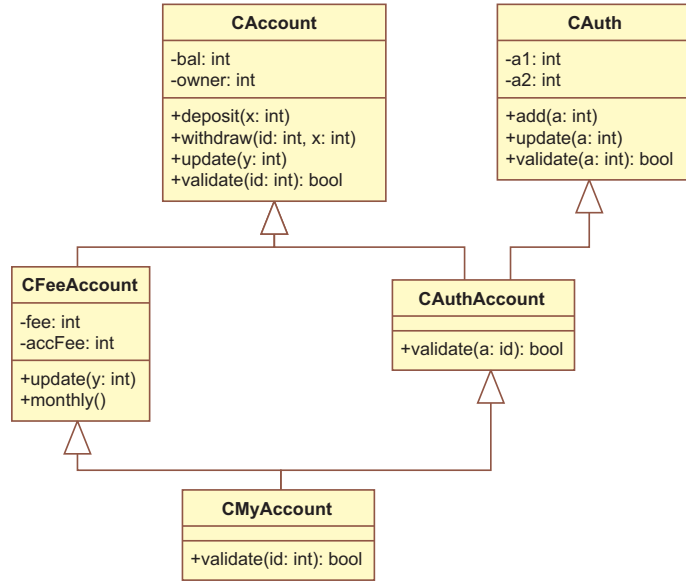 CAccount
-bal: int
-owner: int
+deposit(x: int)
+withdraw(id: int, x: int)
+update(y: int)
+validate(id: int): bool
CAuth
-a1: int
-a2: int
+add(a: int)
+update(a: int)
+validate(a: int): bool
CFeeAccount
-fee: int
-accFee: int
+update(y: int)
+monthly()
CAuthAccount
+validate(a: id): bool
CMyAccount
+validate(id: int): bool